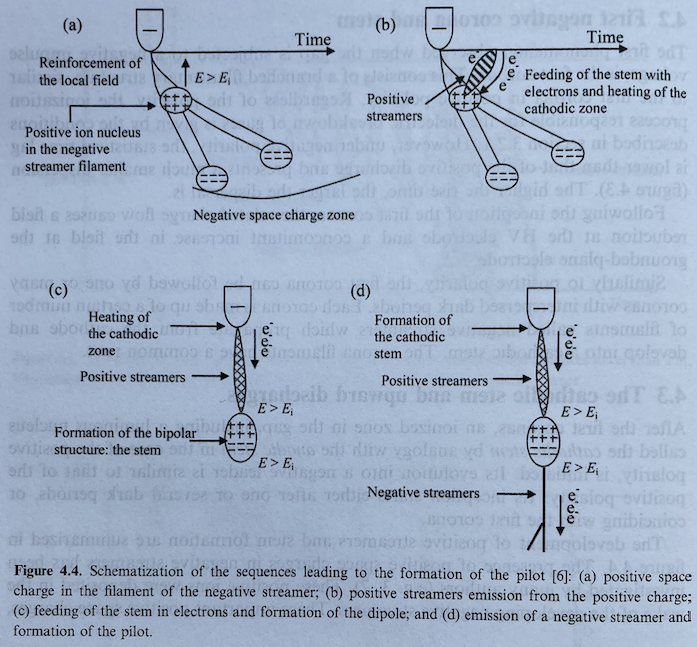 (a)
Time
Reinforcement of
the local field
E > Ei
Positive ion nucleus
in the negative
streamer filament
Negative space charge zone
(b)
Time
e-
e-
e-
e-
Feeding of the stem with
electrons and heating of the
cathodic zone
Positive
streamers
(c)
Heating of
the cathodic
zone
e-
e-
e-
Positive streamers
E > Ei
Formation of the bipolar
structure: the stem
E > Ei
(d)
Formation of
the cathodic
stem
e-
e-
e-
Positive streamers
E > Ei
E > Ei
Negative streamers
e-
e-
e-
Figure 4.4. Schematization of the sequences leading to the formation of the pilot [6]: (a) positive space
charge in the filament of the negative streamer; (b) positive streamers emission from the positive charge;
(c) feeding of the stem in electrons and formation of the dipole; and (d) emission of a negative streamer and
formation of the pilot.